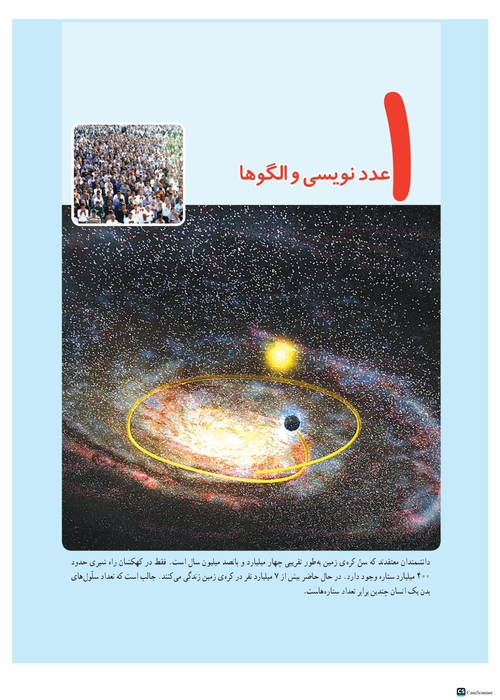 ۱
عدد نویسی و الگوها
دانشمندان معتقدند که سنّ کره‌ی زمین به‌طور تقریبی چهار میلیارد و پانصد میلیون سال است. فقط در کهکشان راه شیری حدود
۴۰۰ میلیارد ستاره وجود دارد. در حال حاضر بیش از ۷ میلیارد نفر در کره‌ی زمین زندگی می‌کنند. جالب است که تعداد سلّول‌های
بدن یک انسان چندین برابر تعداد ستاره‌هاست.
CS CamScanner